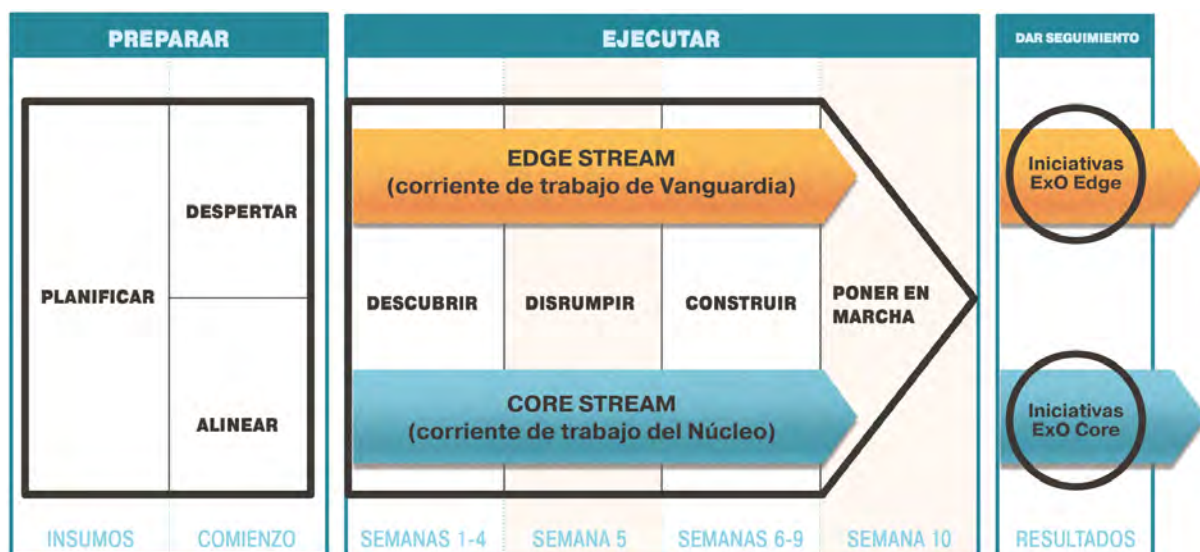 PREPARAR
EJECUTAR
DAR SEGUIMIENTO
EDGE STREAM
(corriente de trabajo de Vanguardia)
Iniciativas
ExO Edge
DESPERTAR
PLANIFICAR
DESCUBRIR
DISRUMPIR
CONSTRUIR
PONER EN
MARCHA
ALINEAR
CORE STREAM
(corriente de trabajo del Núcleo)
Iniciativas
ExO Core
INSUMOS
COMIENZO
SEMANAS 1-4
SEMANA 5
SEMANAS 6-9
SEMANA 10
RESULTADOS